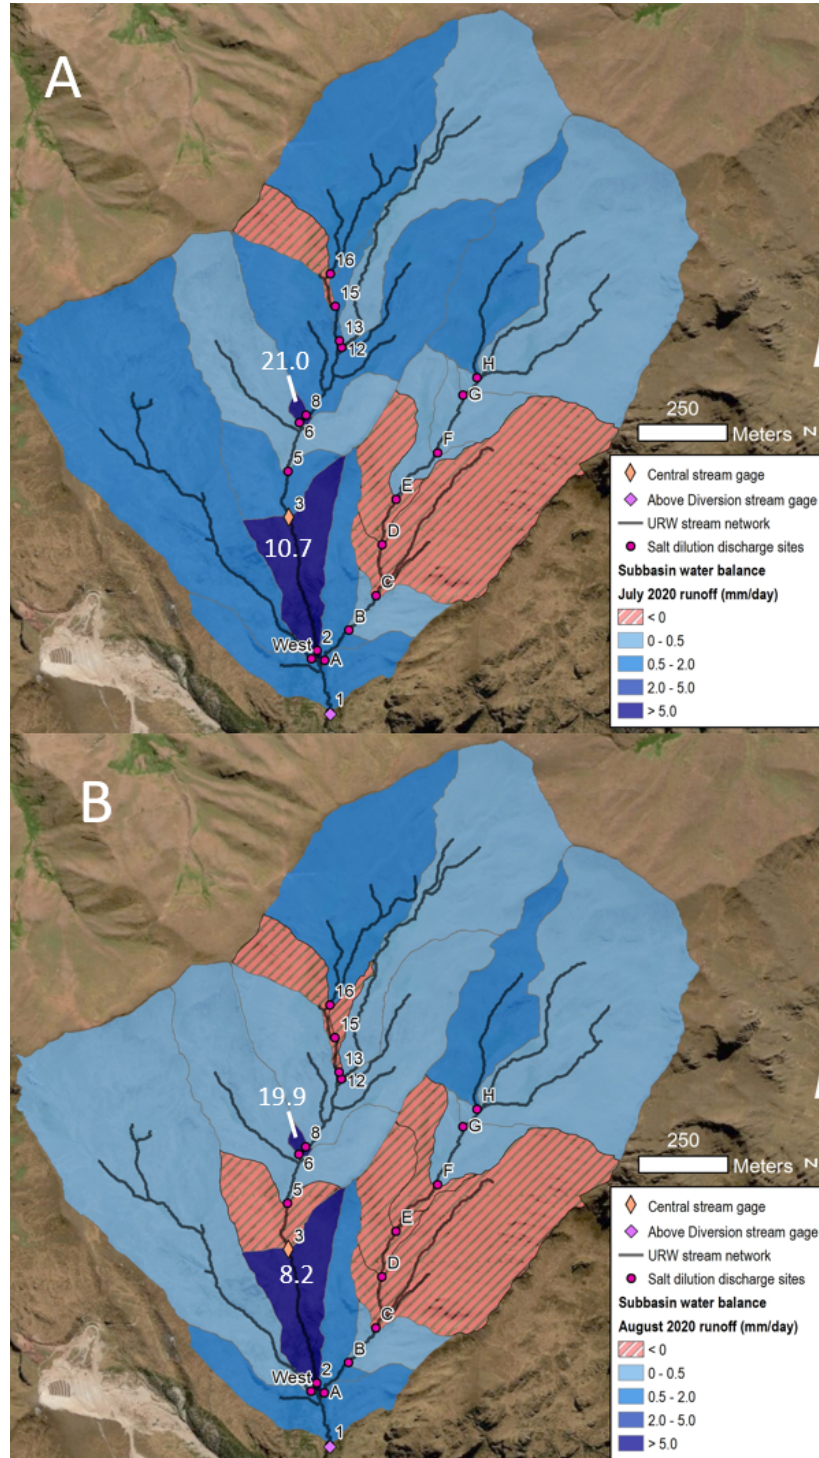 A
16
15
13
12
21.0
8
6
H
G
250
Meters
N
F
5
E
3
10.7
D
C
B
2
West
A
1
Central stream gage
Above Diversion stream gage
URW stream network
Salt dilution discharge sites
Subbasin water balance
July 2020 runoff (mm/day)
< 0
0 - 0.5
0.5 - 2.0
2.0 - 5.0
> 5.0
B
16
15
13
12
19.9
8
6
H
G
250
Meters
N
F
5
E
3
8.2
D
C
B
2
West
A
1
Central stream gage
Above Diversion stream gage
URW stream network
Salt dilution discharge sites
Subbasin water balance
August 2020 runoff (mm/day)
< 0
0 - 0.5
0.5 - 2.0
2.0 - 5.0
> 5.0